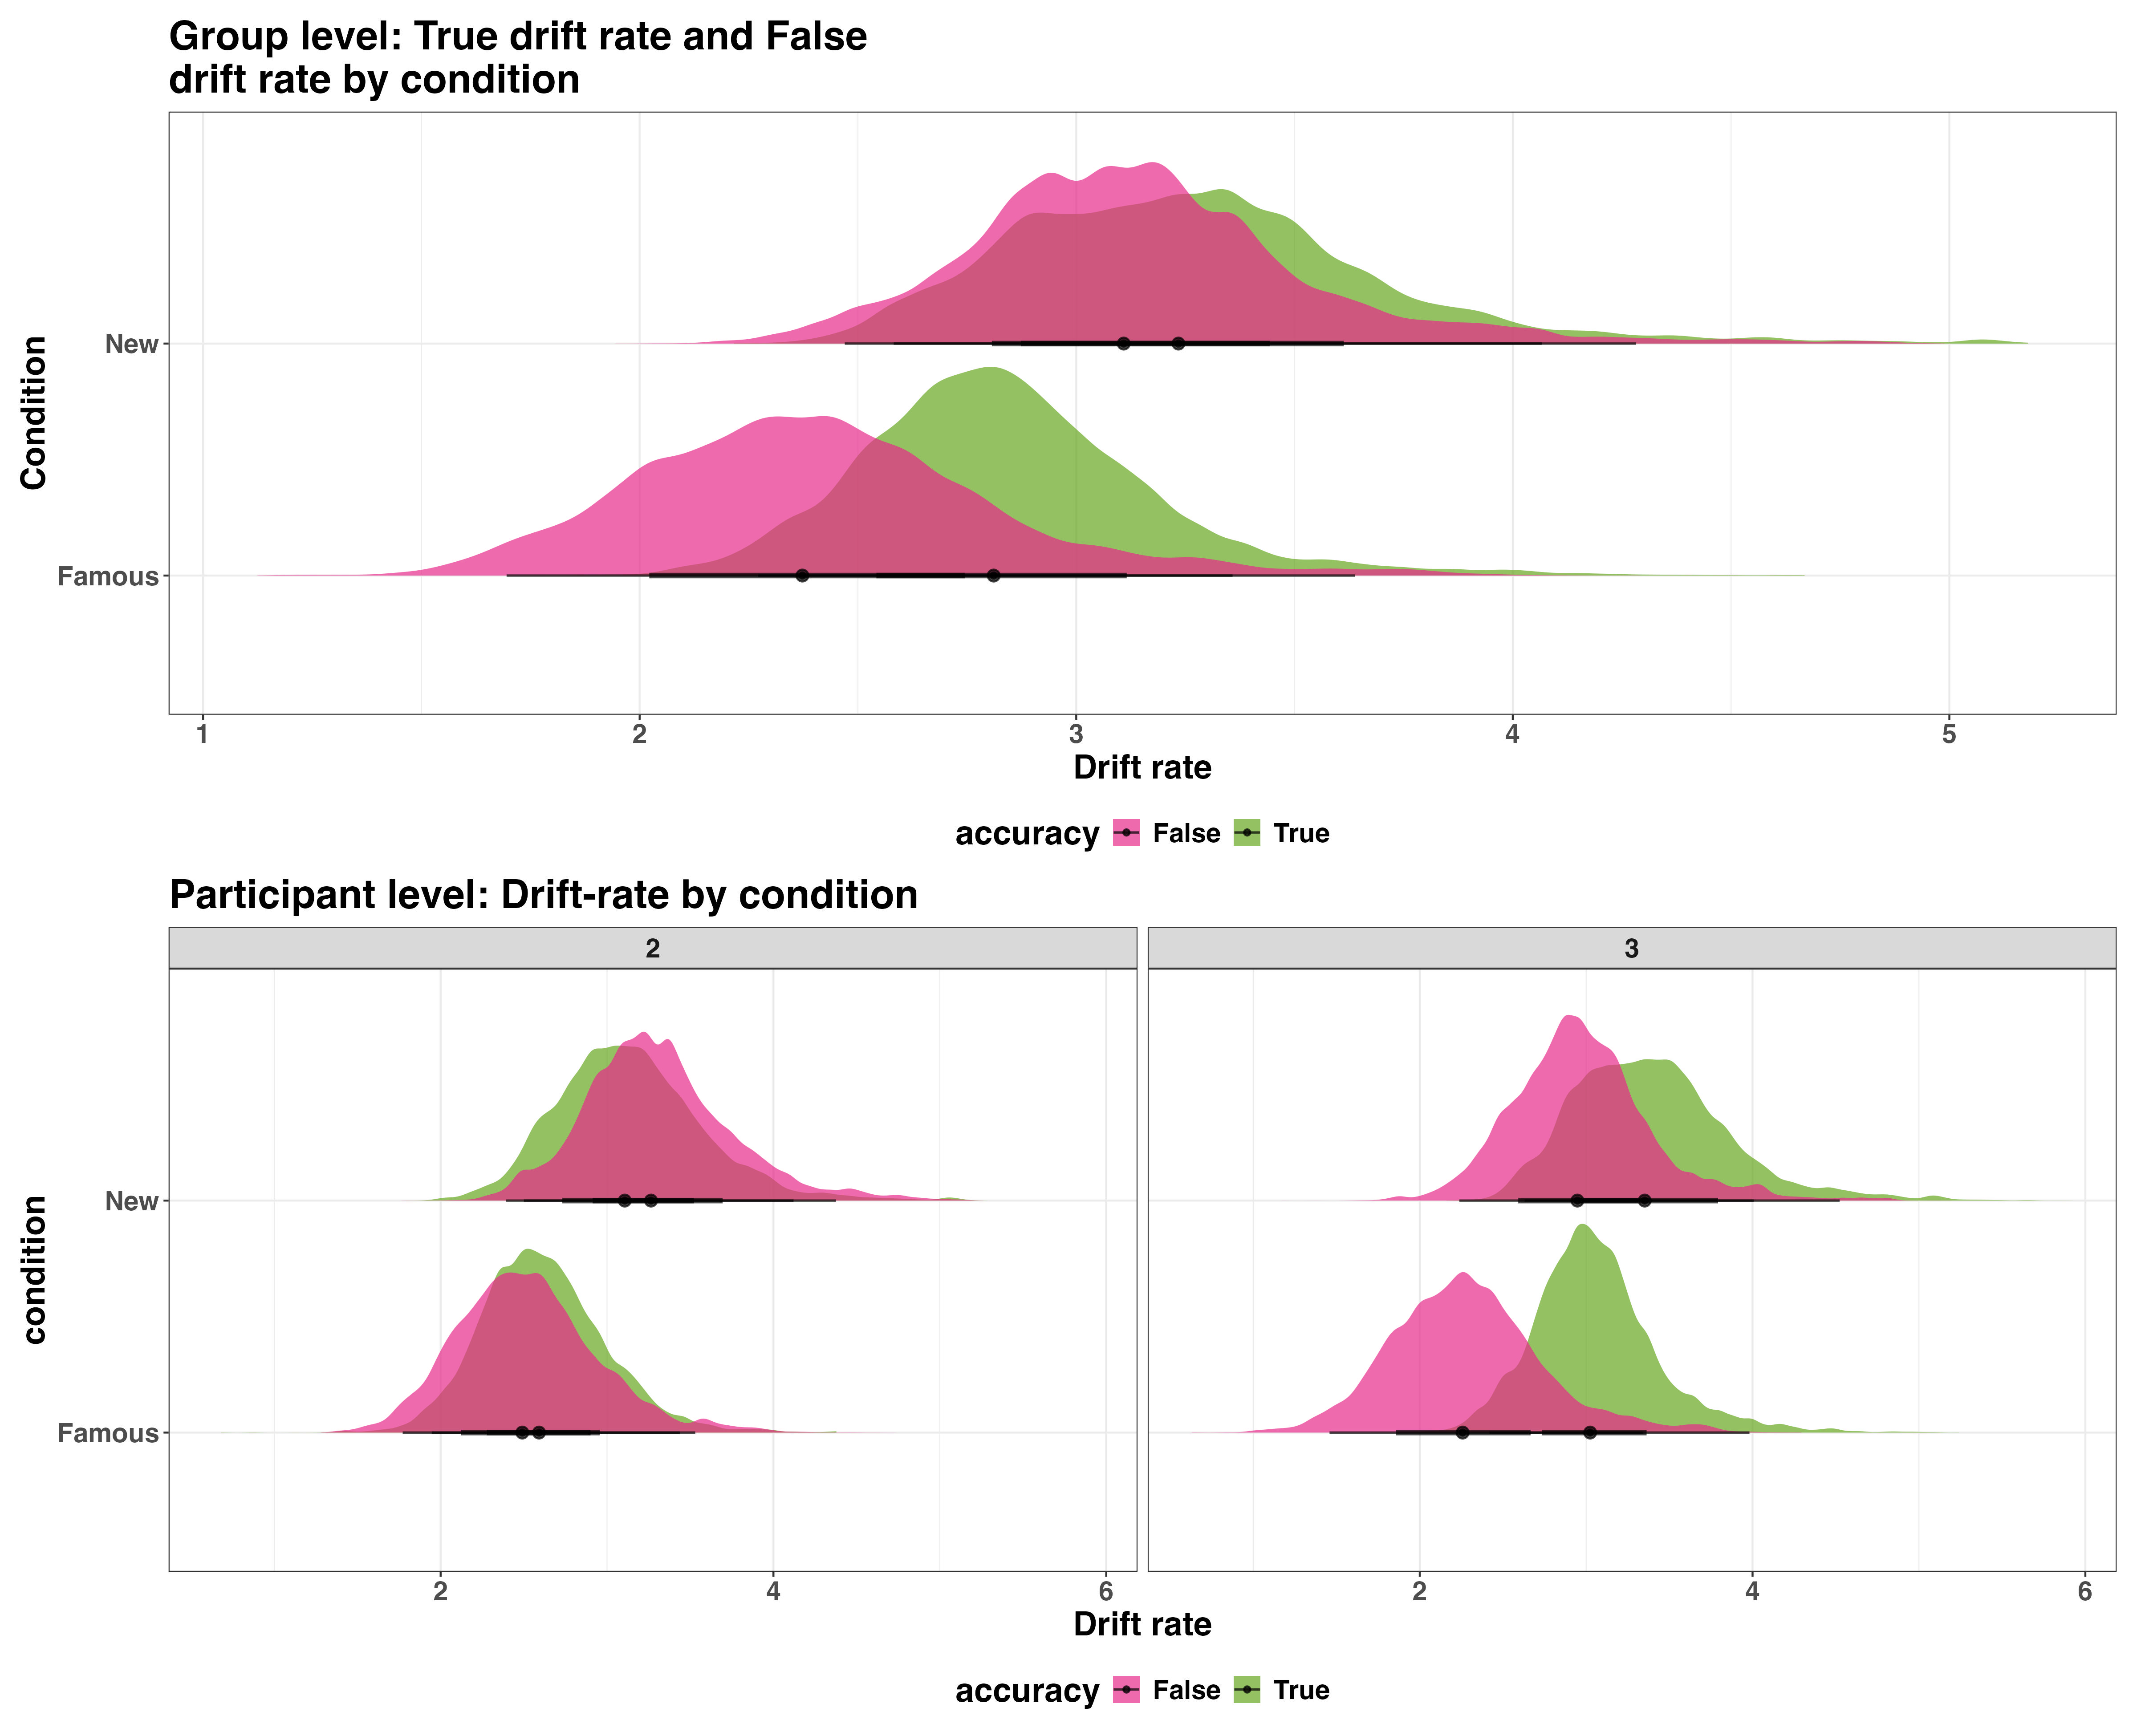 Group level: True drift rate and False
drift rate by condition
Condition
New
Famous
1 2 3 4 5
Drift rate
accuracy False True
Participant level: Drift-rate by condition
2 3
condition
New
Famous
2 4 6 2 4 6
Drift rate
accuracy False True